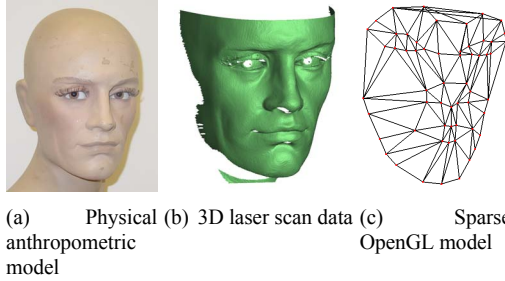 (a) Physical anthropometric model
(b) 3D laser scan data
(c) Sparse OpenGL model